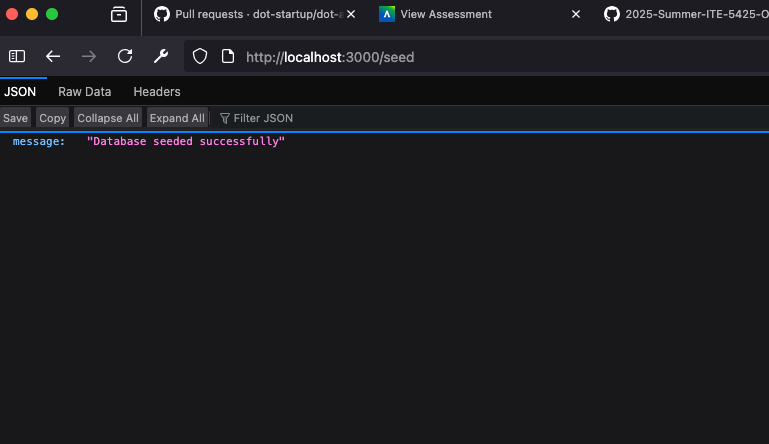 Pull requests · dot-startup/dot-
View Assessment
2025-Summer-ITE-5425-O
http://localhost:3000/seed
JSON Raw Data Headers
Save Copy Collapse All Expand All Filter JSON
message: "Database seeded successfully"